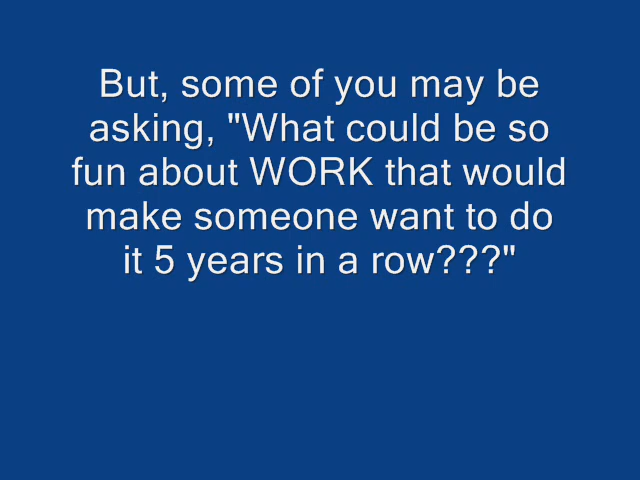 But, some of you may be
asking, "What could be so
fun about WORK that would
make someone want to do
it 5 years in a row???"